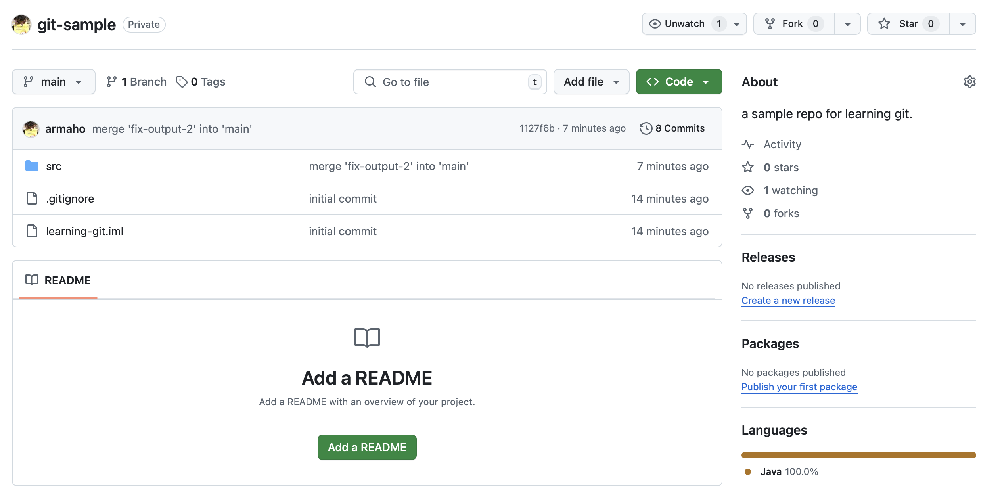 git-sample Private
Unwatch 1 Fork 0 Star 0
main 1 Branch 0 Tags Go to file t Add file Code
armaho merge 'fix-output-2' into 'main' 1127f6b · 7 minutes ago 8 Commits
src merge 'fix-output-2' into 'main' 7 minutes ago
.gitignore initial commit 14 minutes ago
learning-git.iml initial commit 14 minutes ago
README
Add a README
Add a README with an overview of your project.
Add a README
About
a sample repo for learning git.
Activity
0 stars
1 watching
0 forks
Releases
No releases published
Create a new release
Packages
No packages published
Publish your first package
Languages
Java 100.0%